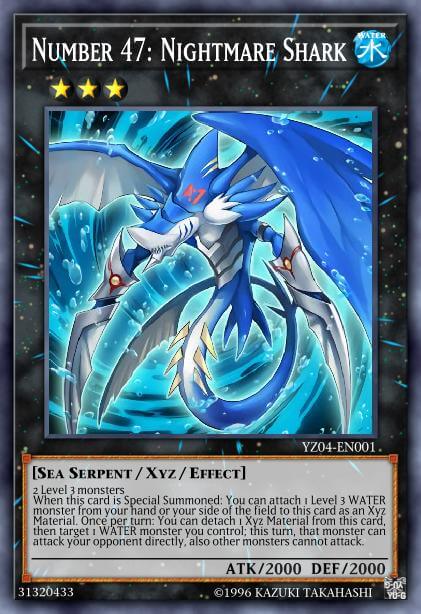 Number 47: Nightmare Shark
WATER
水
47
YZ04-EN001
[Sea Serpent / Xyz / Effect]
2 Level 3 monsters
When this card is Special Summoned: You can attach 1 Level 3 WATER
monster from your hand or your side of the field to this card as an Xyz
Material. Once per turn: You can detach 1 Xyz Material from this card,
then target 1 WATER monster you control; this turn, that monster can
attack your opponent directly, also other monsters cannot attack.
ATK/2000 DEF/2000
31320433
©1996 KAZUKI TAKAHASHI